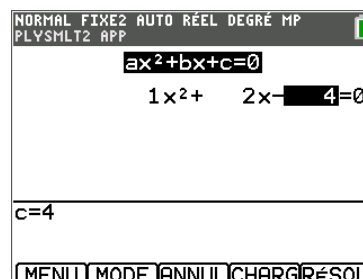 NORMAL FIXE2 AUTO RÉEL DEGRÉ MP
PLYSMLT2 APP
ax²+bx+c=0
1x²+ 2x- 4=0
c=4
MENU MODE ANNUL CHARG RÉSOL